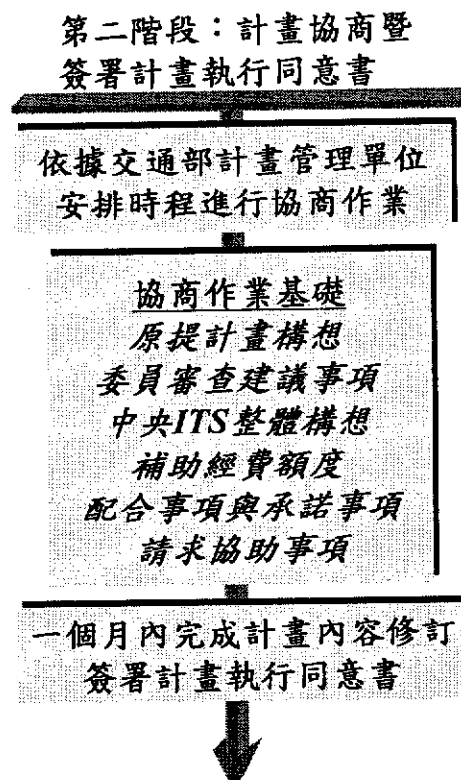 第二階段：計畫協商暨
簽署計畫執行同意書
依據交通部計畫管理單位
安排時程進行協商作業
協商作業基礎
原提計畫構想
委員審查建議事項
中央ITS整體構想
補助經費額度
配合事項與承諾事項
請求協助事項
一個月內完成計畫內容修訂
簽署計畫執行同意書